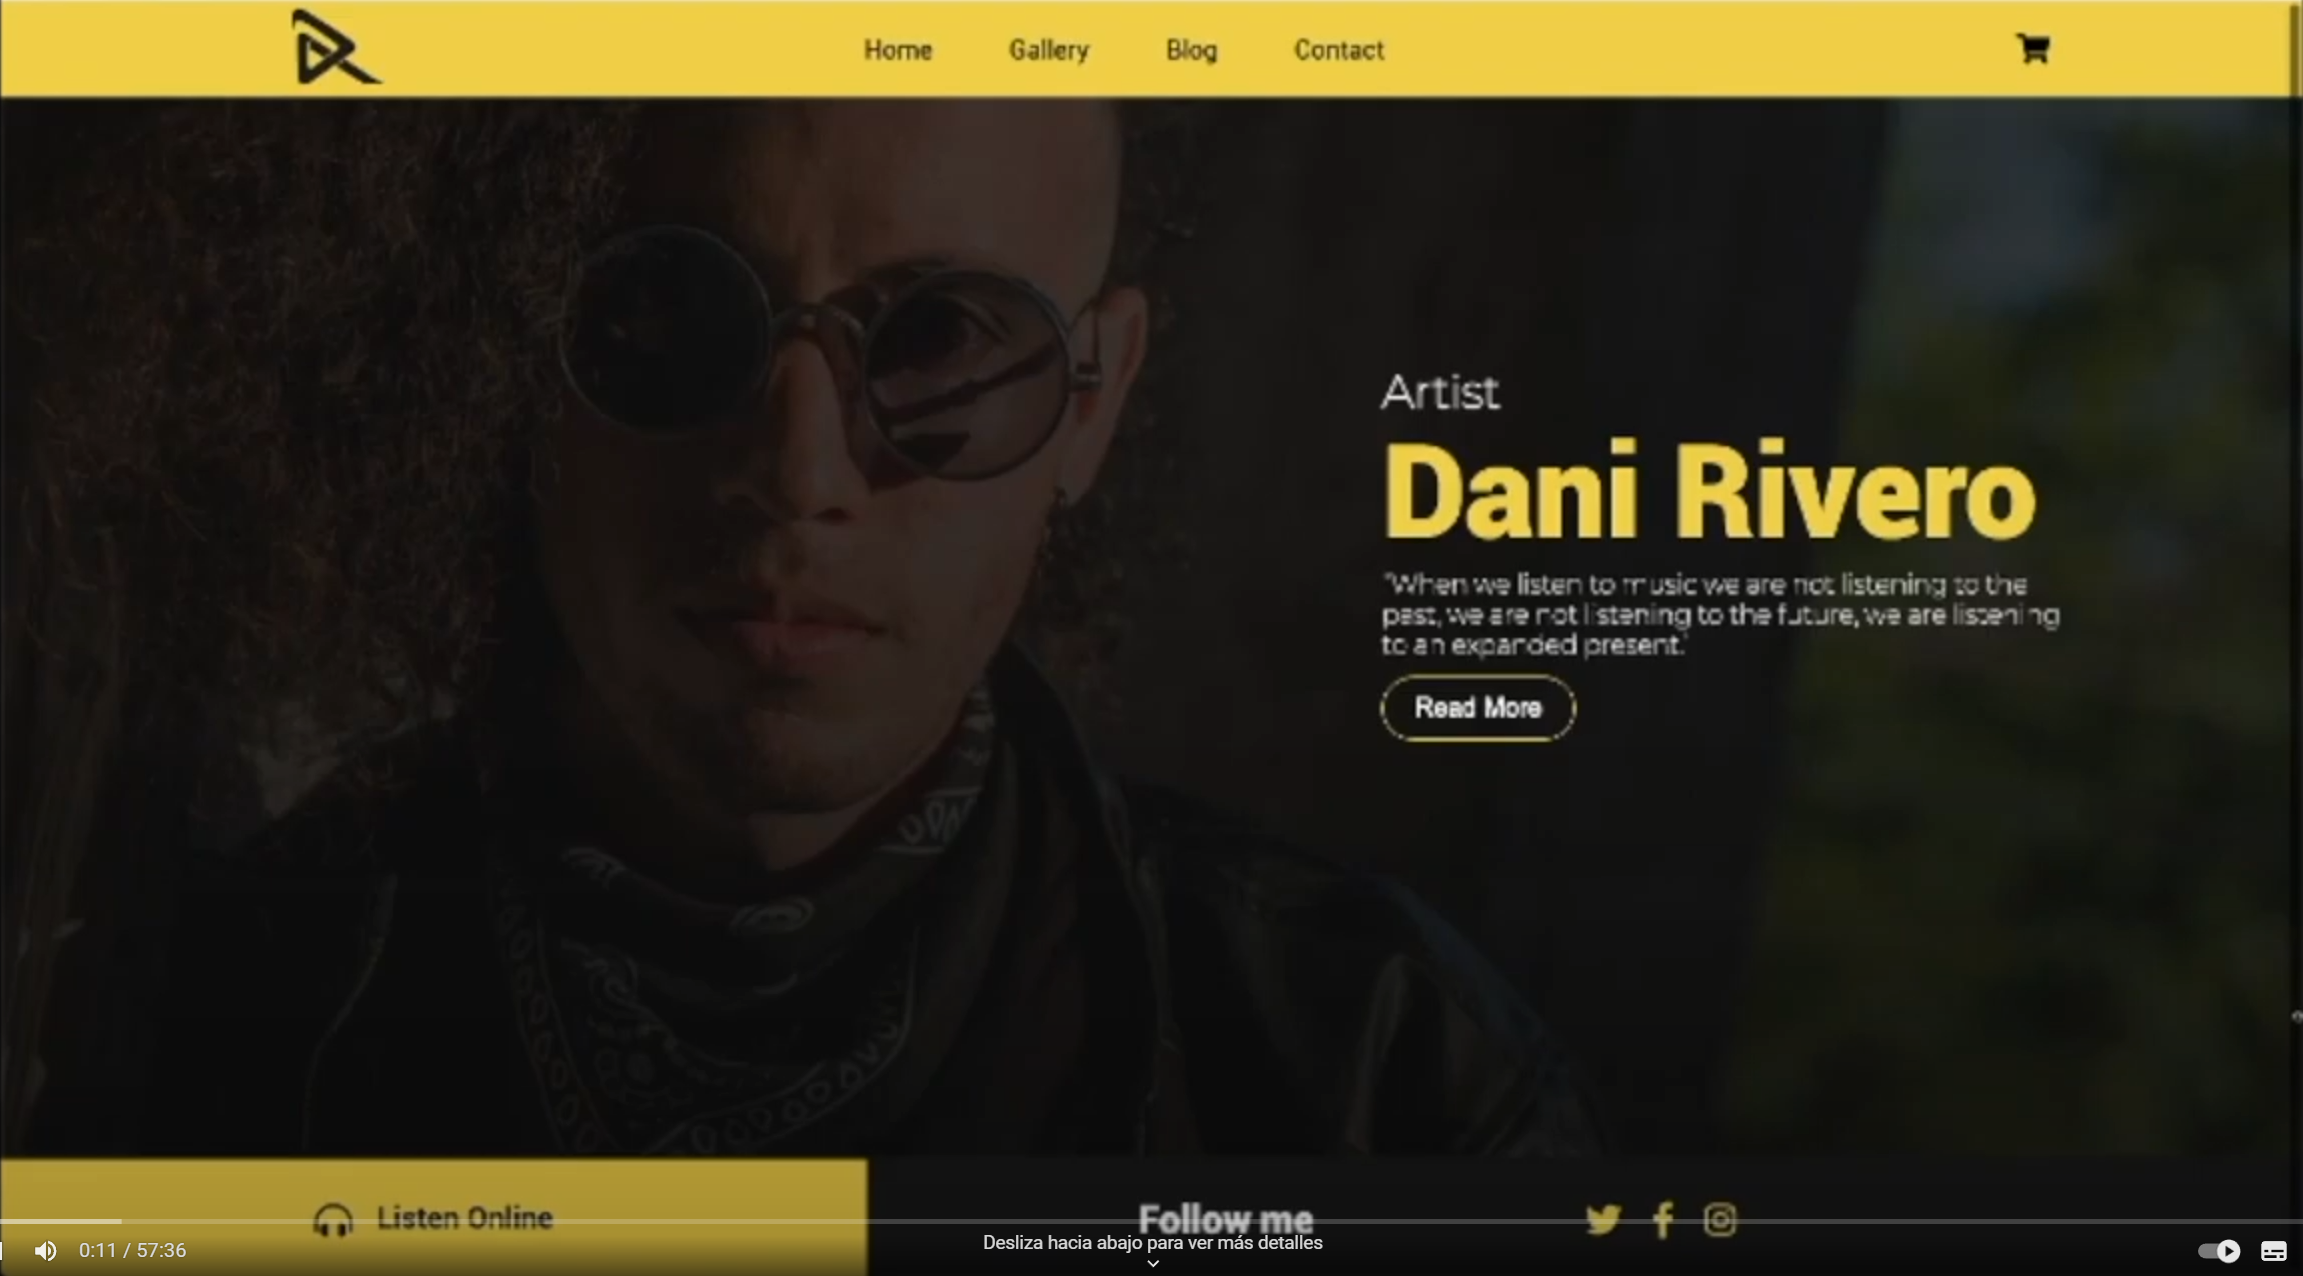 Home Gallery Blog Contact
Artist
Dani Rivero
"When we listen to music we are not listening to the
past, we are not listening to the future, we are listening
to an expanded present."
Read More
Listen Online
Follow me
0:11 / 57:36
Desliza hacia abajo para ver más detalles